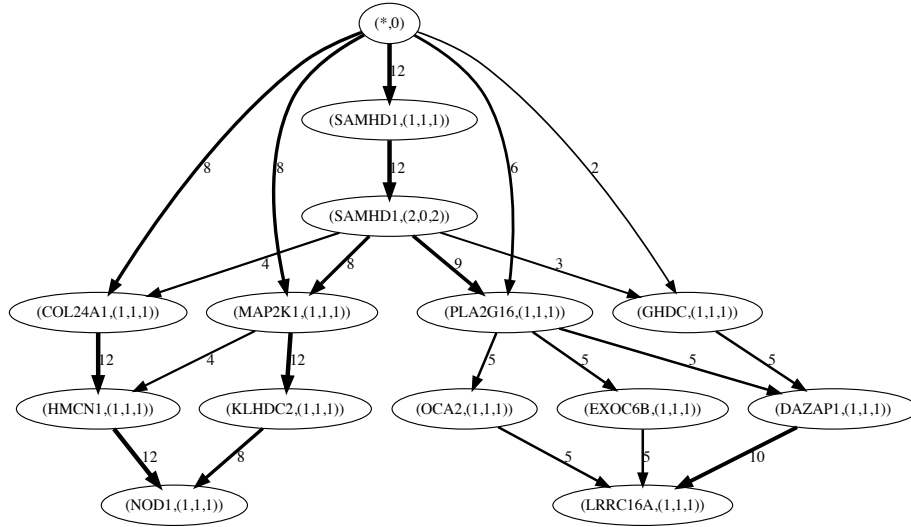 (*,0)
12
(SAMHD1,(1,1,1))
8
8
12
6
2
(SAMHD1,(2,0,2))
4
8
9
3
(COL24A1,(1,1,1))
(MAP2K1,(1,1,1))
(PLA2G16,(1,1,1))
(GHDC,(1,1,1))
12
4
12
5
5
5
5
(HMCN1,(1,1,1))
(KLHDC2,(1,1,1))
(OCA2,(1,1,1))
(EXOC6B,(1,1,1))
(DAZAP1,(1,1,1))
12
8
5
5
10
(NOD1,(1,1,1))
(LRRC16A,(1,1,1))